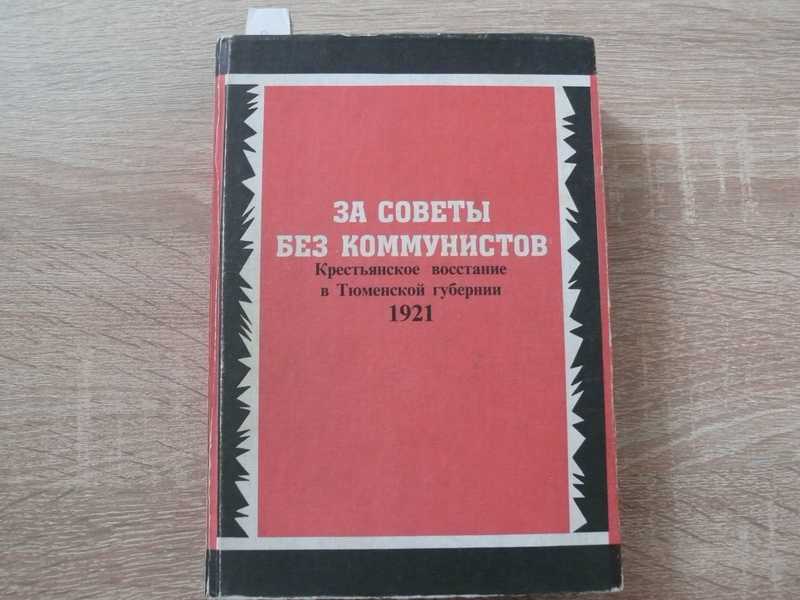 ЗА СОВЕТЫ
БЕЗ КОММУНИСТОВ
Крестьянское восстание
в Тюменской губернии
1921